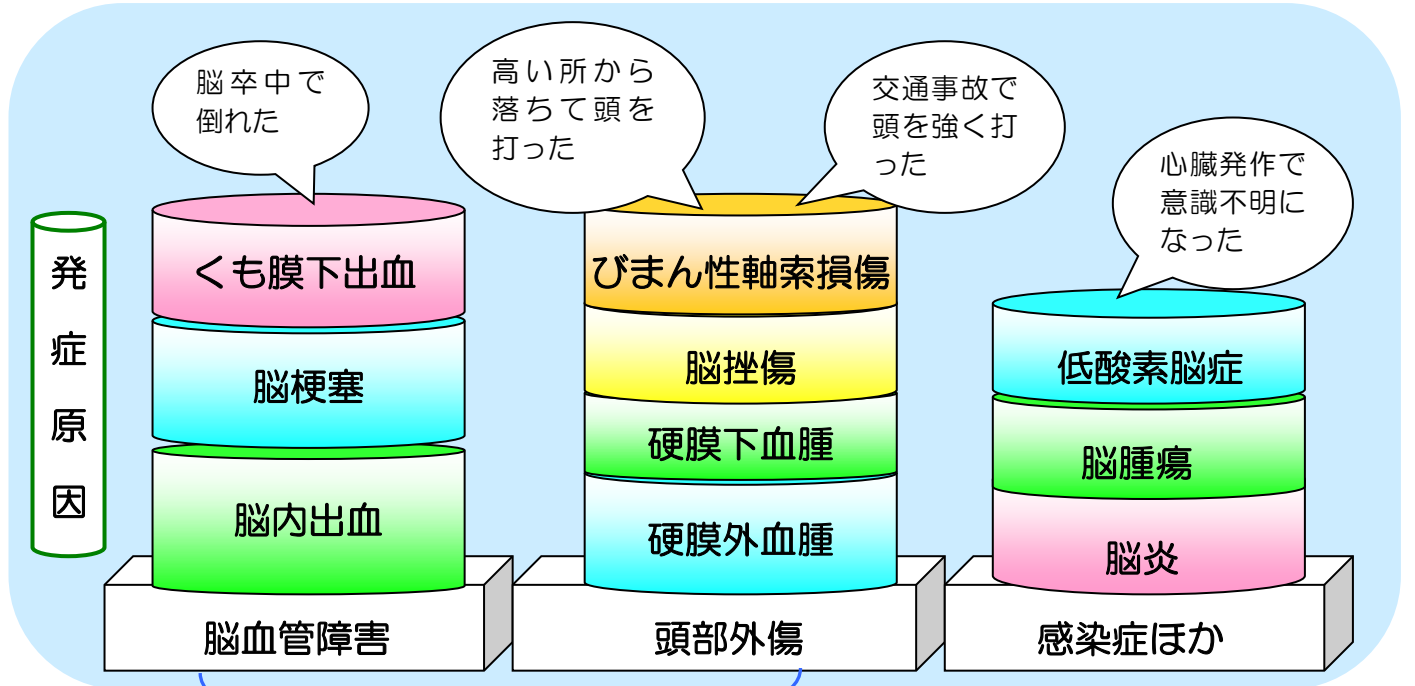 発症原因
脳卒中で
倒れた
くも膜下出血
脳梗塞
脳内出血
脳血管障害
高い所から
落ちて頭を
打った
交通事故で
頭を強く打
った
びまん性軸索損傷
脳挫傷
硬膜下血腫
硬膜外血腫
頭部外傷
心臓発作で
意識不明に
なった
低酸素脳症
脳腫瘍
脳炎
感染症ほか